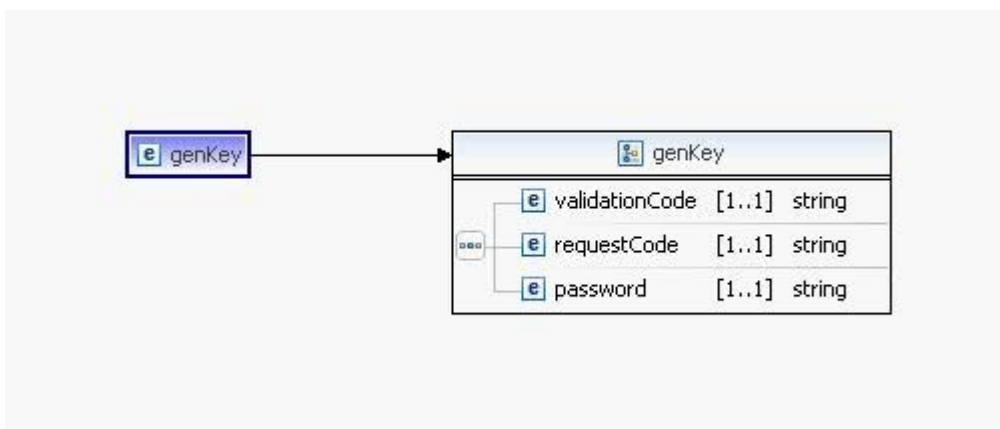 e genKey
genKey
e validationCode [1..1] string
e requestCode [1..1] string
e password [1..1] string